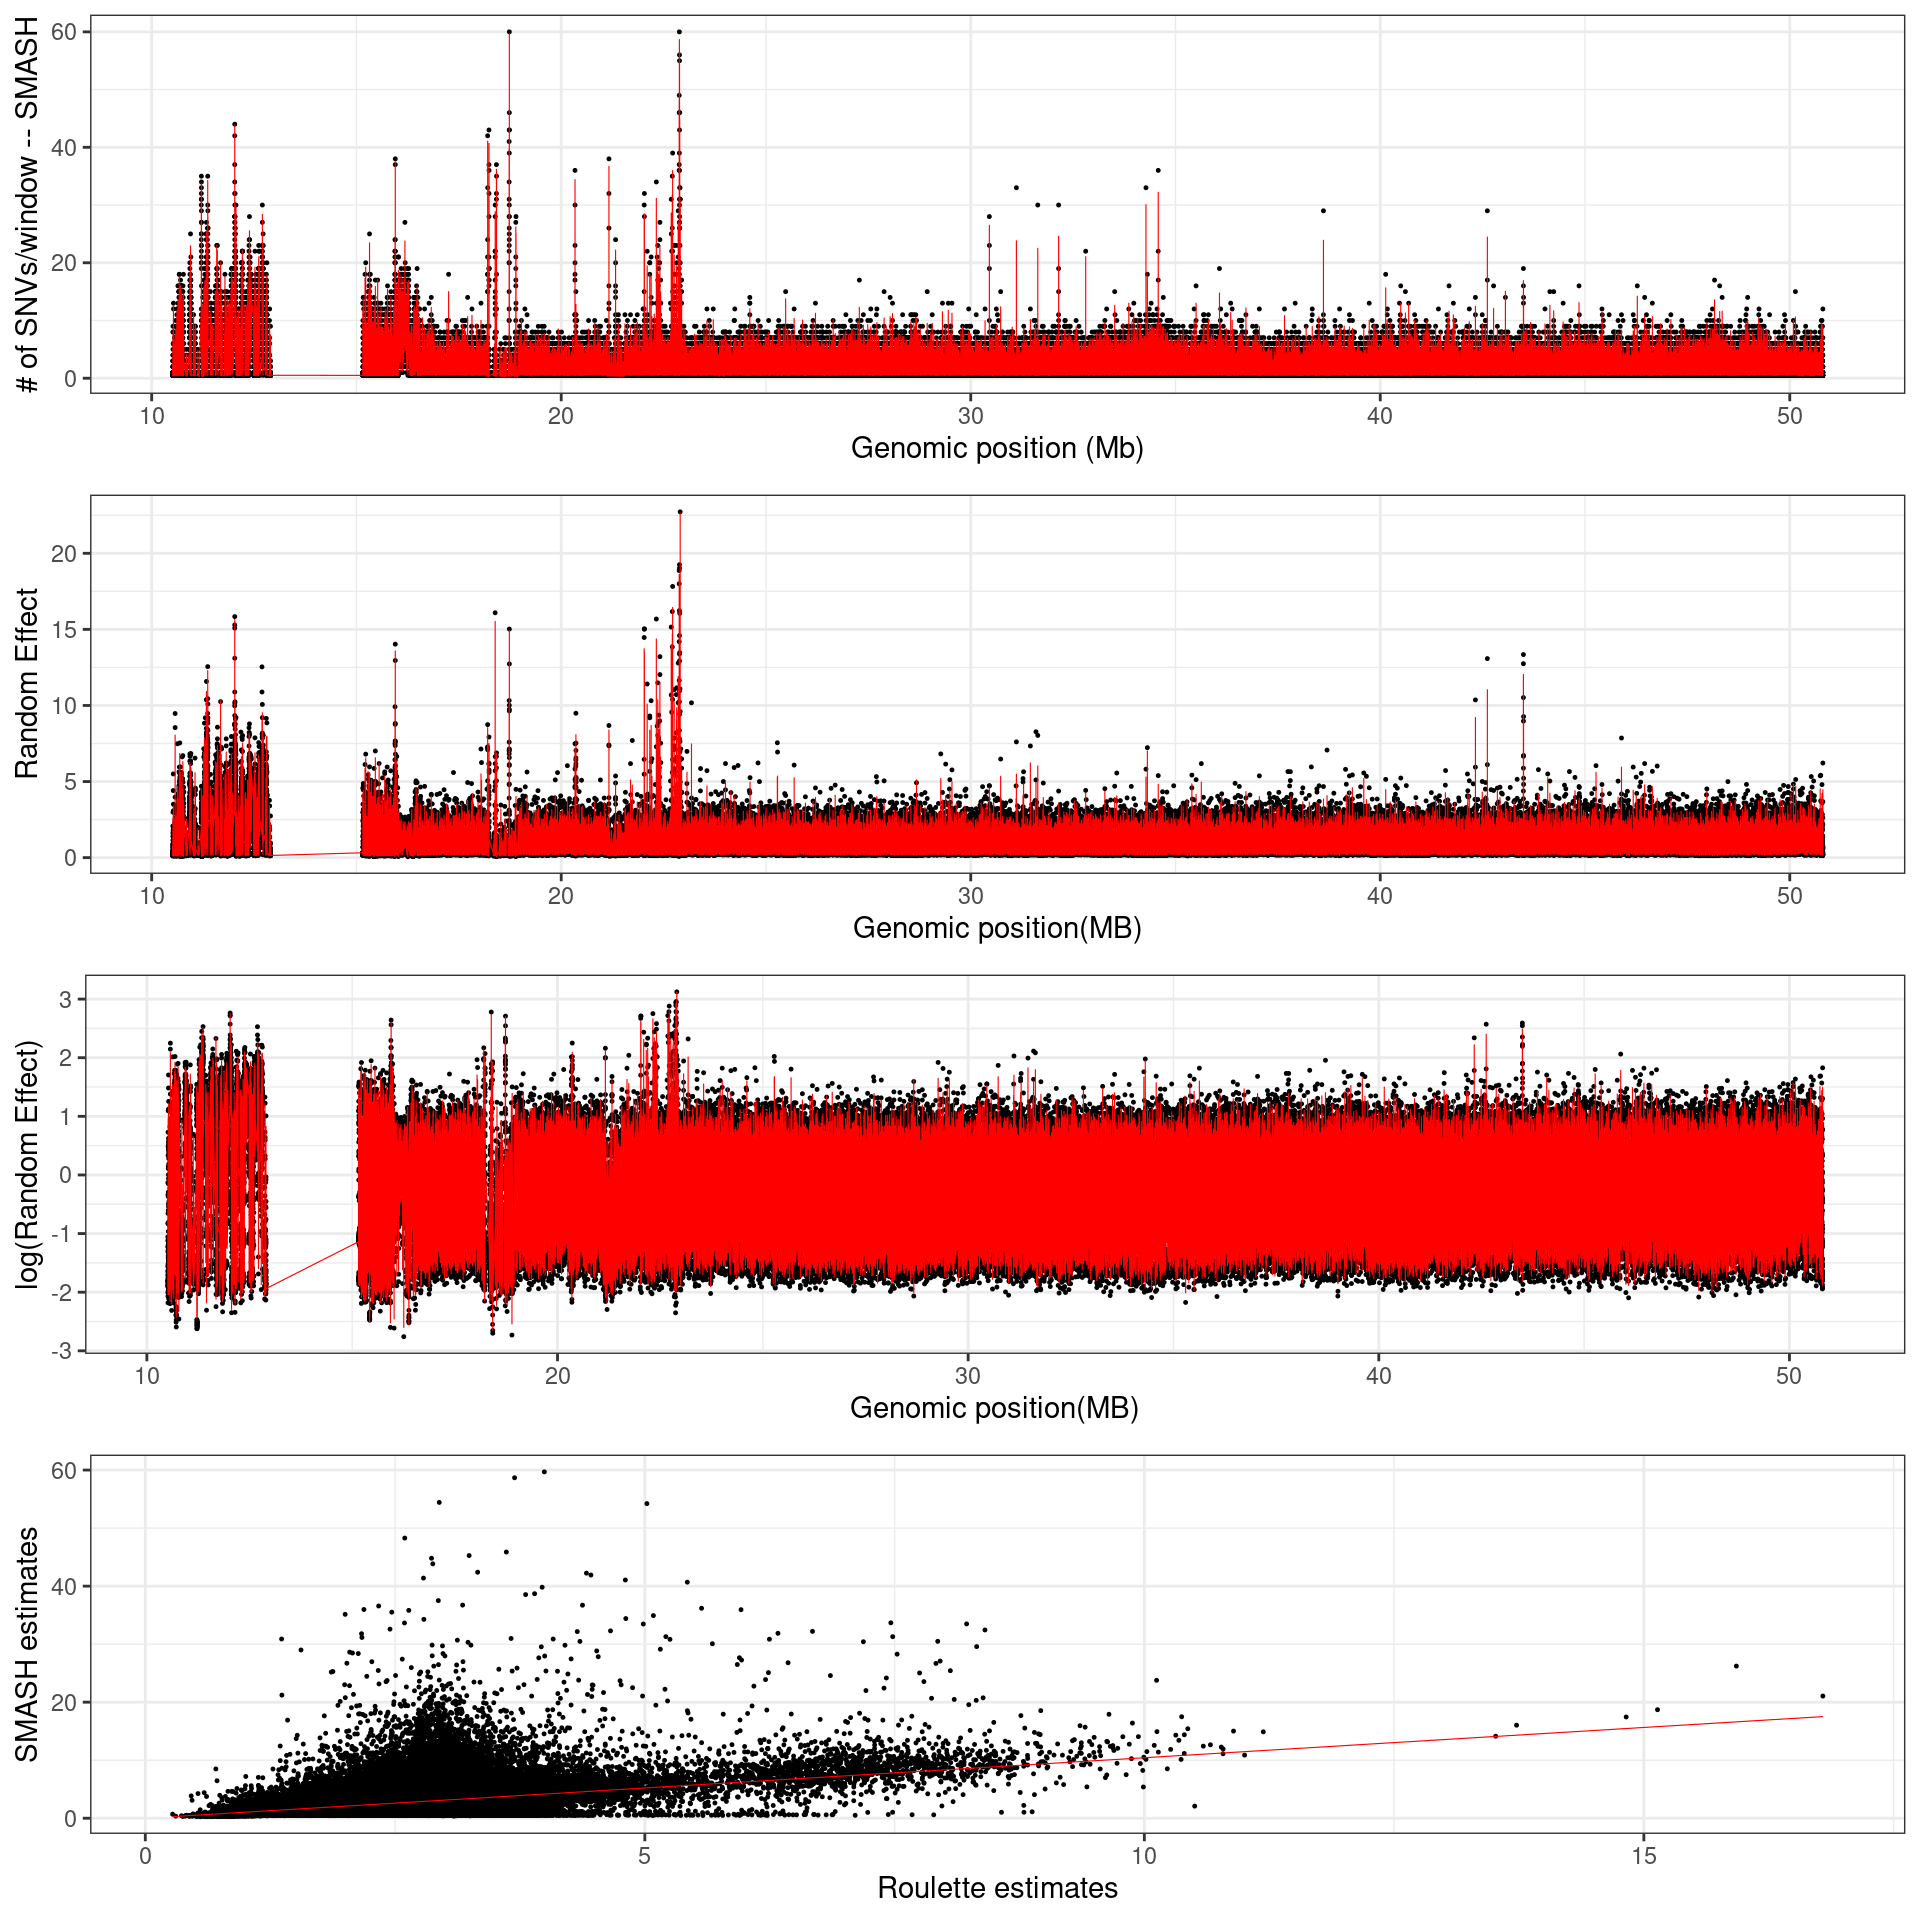 # of SNVs/window -- SMASH
60
40
20
0
10 20 30 40 50
Genomic position (Mb)
Random Effect
20
15
10
5
0
10 20 30 40 50
Genomic position(MB)
log(Random Effect)
3
2
1
0
-1
-2
-3
10 20 30 40 50
Genomic position(MB)
SMASH estimates
60
40
20
0
0 5 10 15
Roulette estimates